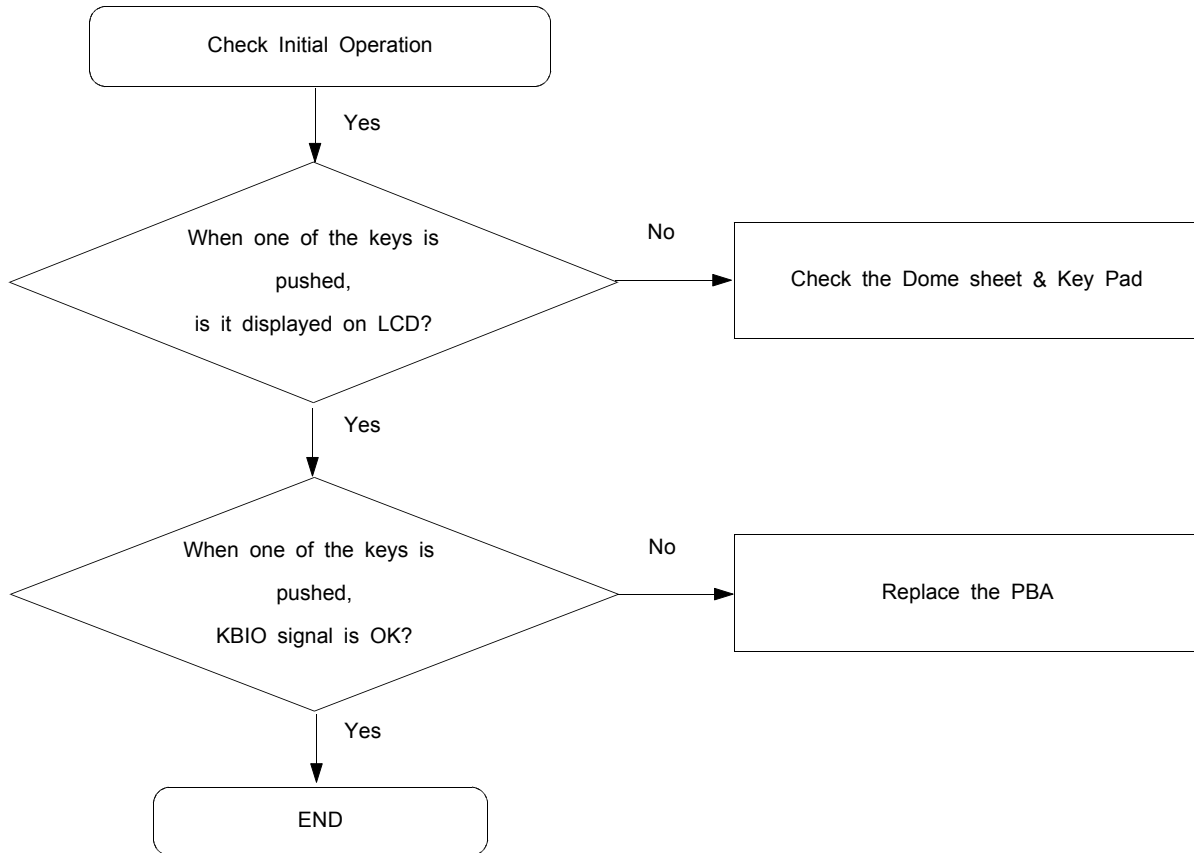 Check Initial Operation
Yes
When one of the keys is
pushed,
is it displayed on LCD?
No
Check the Dome sheet & Key Pad
Yes
When one of the keys is
pushed,
KBIO signal is OK?
No
Replace the PBA
Yes
END